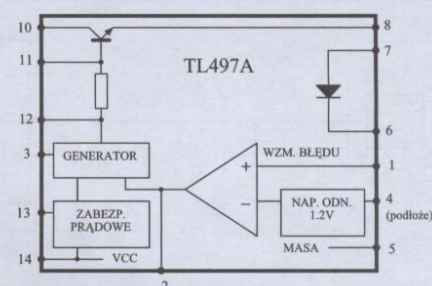 10
8
7
11
TL497A
12
6
3
GENERATOR
WZM. BŁĘDU
1
+
−
NAP. ODN.
1.2V
4
(podłoże)
13
ZABEZP.
PRĄDOWE
MASA
5
14
VCC
2